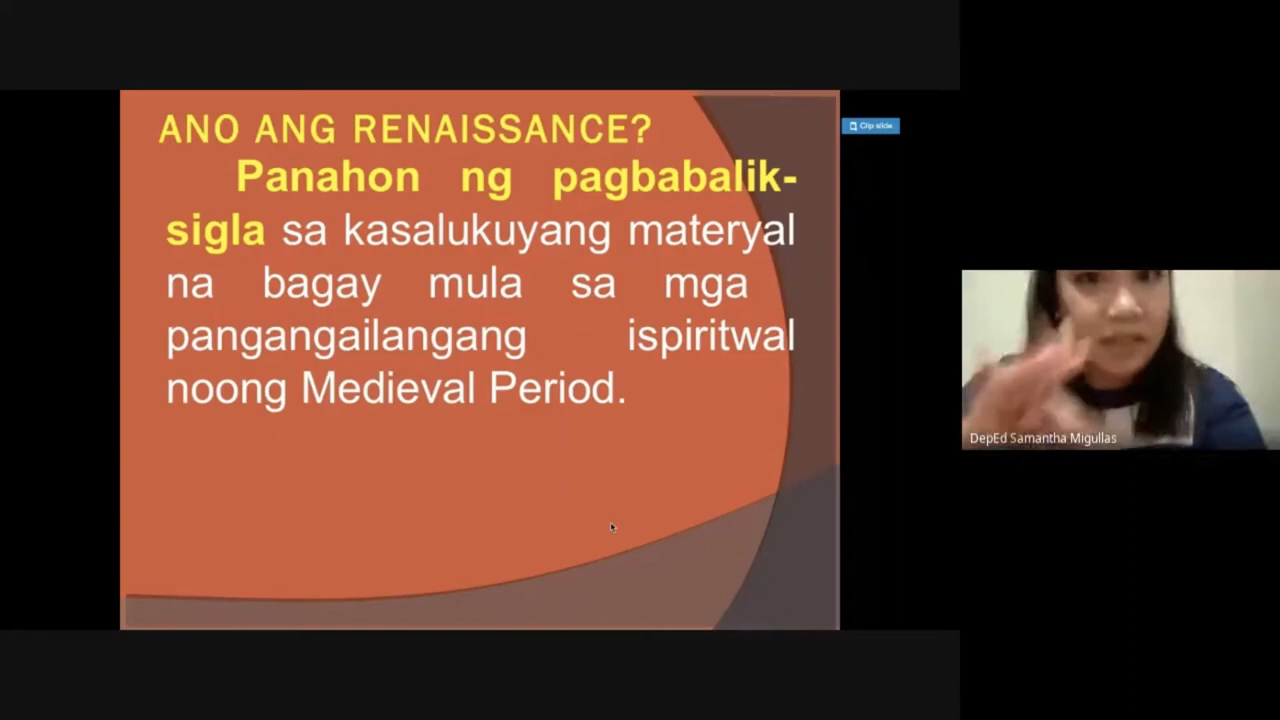 ANO ANG RENAISSANCE?
Panahon ng pagbabalik-
sigla sa kasalukuyang materyal
na bagay mula sa mga
pangangailangang ispiritwal
noong Medieval Period.
Clip slide
DepEd Samantha Migullas